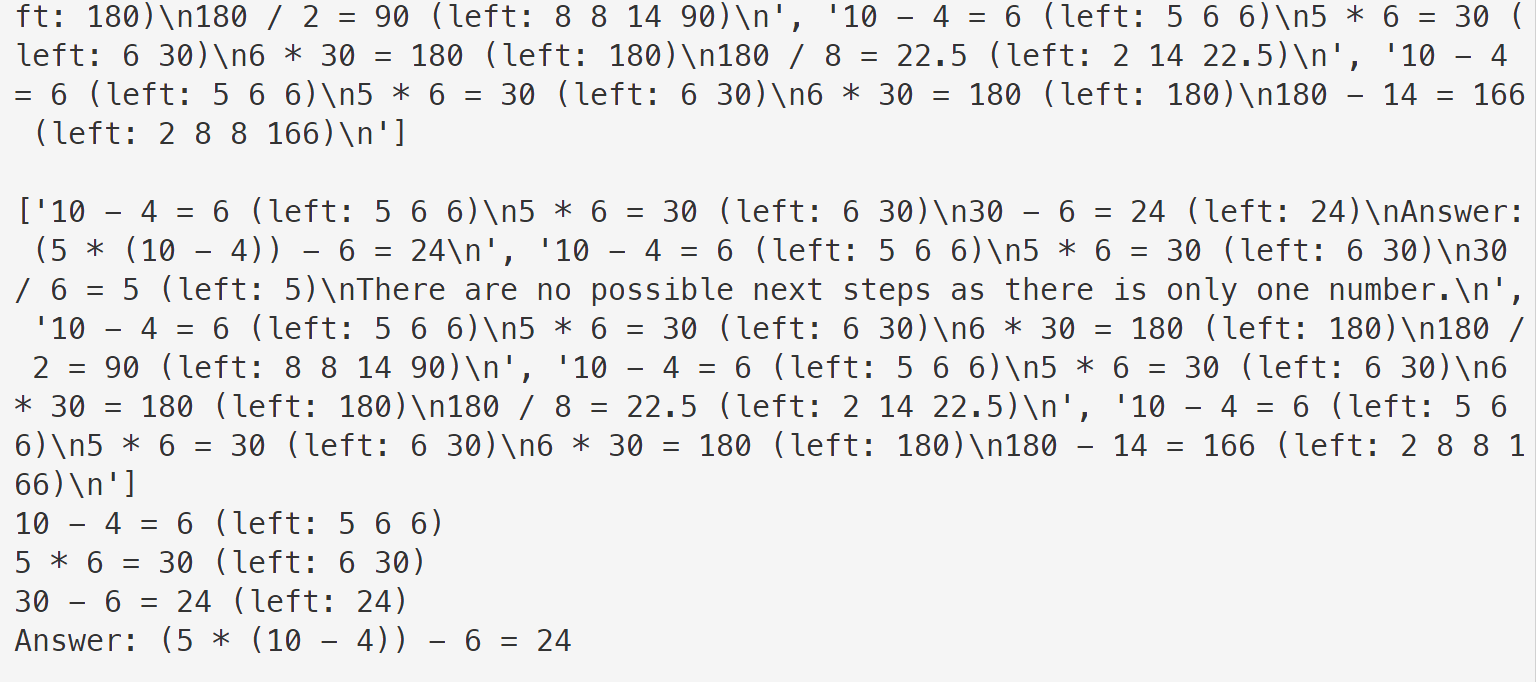 ft: 180)\n180 / 2 = 90 (left: 8 8 14 90)\n', '10 - 4 = 6 (left: 5 6 6)\n5 * 6 = 30 (
left: 6 30)\n6 * 30 = 180 (left: 180)\n180 / 8 = 22.5 (left: 2 14 22.5)\n', '10 - 4
= 6 (left: 5 6 6)\n5 * 6 = 30 (left: 6 30)\n6 * 30 = 180 (left: 180)\n180 - 14 = 166
(left: 2 8 8 166)\n']
['10 - 4 = 6 (left: 5 6 6)\n5 * 6 = 30 (left: 6 30)\n30 - 6 = 24 (left: 24)\nAnswer:
(5 * (10 - 4)) - 6 = 24\n', '10 - 4 = 6 (left: 5 6 6)\n5 * 6 = 30 (left: 6 30)\n30
/ 6 = 5 (left: 5)\nThere are no possible next steps as there is only one number.\n',
'10 - 4 = 6 (left: 5 6 6)\n5 * 6 = 30 (left: 6 30)\n6 * 30 = 180 (left: 180)\n180 /
2 = 90 (left: 8 8 14 90)\n', '10 - 4 = 6 (left: 5 6 6)\n5 * 6 = 30 (left: 6 30)\n6
* 30 = 180 (left: 180)\n180 / 8 = 22.5 (left: 2 14 22.5)\n', '10 - 4 = 6 (left: 5 6
6)\n5 * 6 = 30 (left: 6 30)\n6 * 30 = 180 (left: 180)\n180 - 14 = 166 (left: 2 8 8 1
66)\n']
10 - 4 = 6 (left: 5 6 6)
5 * 6 = 30 (left: 6 30)
30 - 6 = 24 (left: 24)
Answer: (5 * (10 - 4)) - 6 = 24